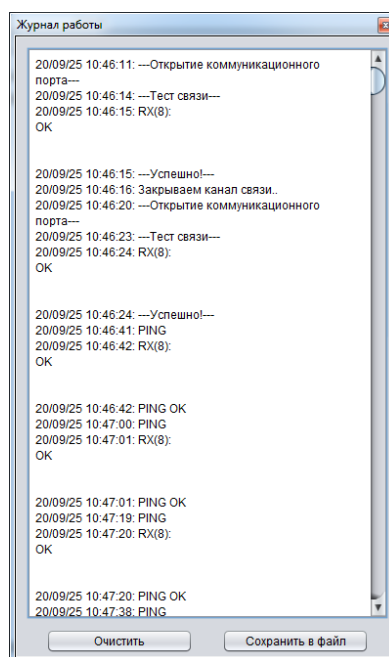 Журнал работы
20/09/25 10:46:11: ---Открытие коммуникационного
порта---
20/09/25 10:46:14: ---Тест связи---
20/09/25 10:46:15: RX(8):
OK
20/09/25 10:46:15: ---Успешно!---
20/09/25 10:46:16: Закрываем канал связи..
20/09/25 10:46:20: ---Открытие коммуникационного
порта---
20/09/25 10:46:23: ---Тест связи---
20/09/25 10:46:24: RX(8):
OK
20/09/25 10:46:24: ---Успешно!---
20/09/25 10:46:41: PING
20/09/25 10:46:42: RX(8):
OK
20/09/25 10:46:42: PING OK
20/09/25 10:47:00: PING
20/09/25 10:47:01: RX(8):
OK
20/09/25 10:47:01: PING OK
20/09/25 10:47:19: PING
20/09/25 10:47:20: RX(8):
OK
20/09/25 10:47:20: PING OK
20/09/25 10:47:38: PING
Очистить
Сохранить в файл